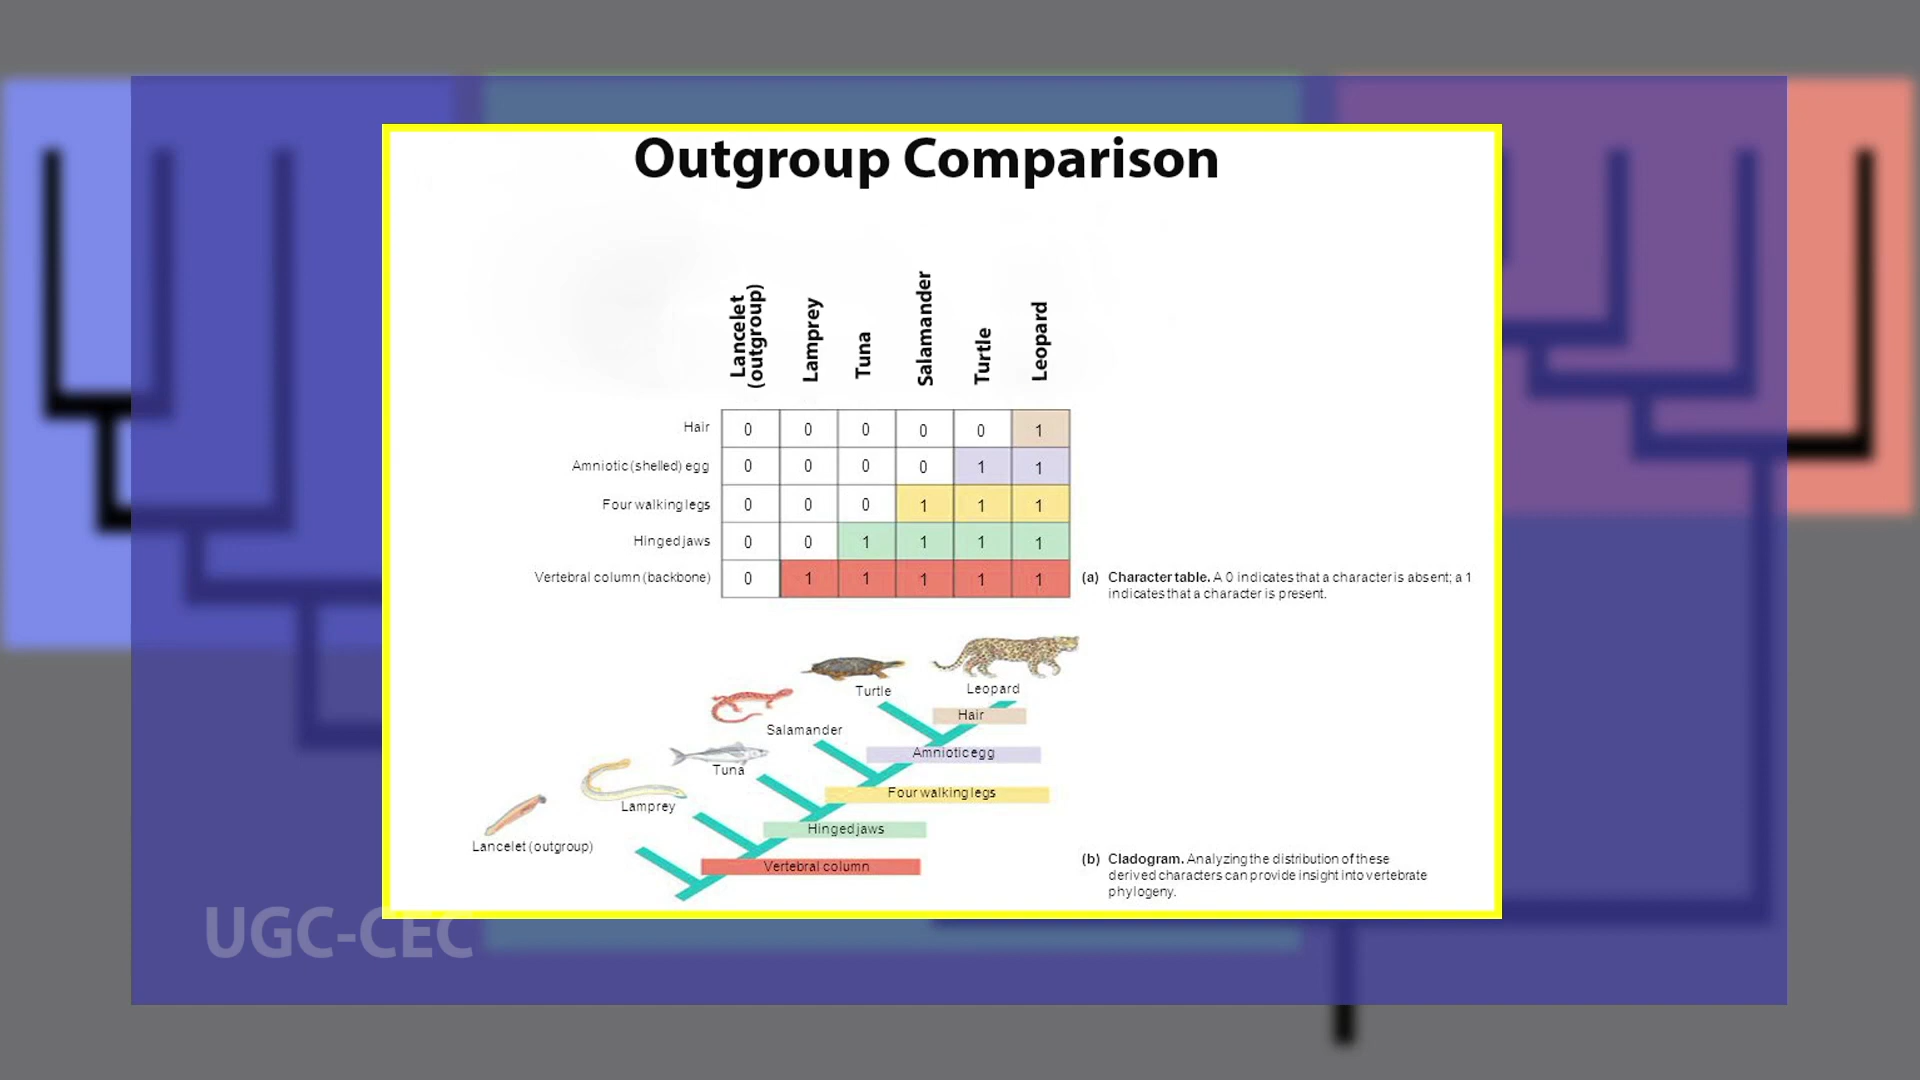 Outgroup Comparison
Lancelet
(outgroup)
Lamprey
Tuna
Salamander
Turtle
Leopard
Hair 0 0 0 0 0 1
Amniotic (shelled) egg 0 0 0 0 1 1
Four walking legs 0 0 0 1 1 1
Hinged jaws 0 0 1 1 1 1
Vertebral column (backbone) 0 1 1 1 1 1
(a) Character table. A 0 indicates that a character is absent; a 1
indicates that a character is present.
Turtle
Leopard
Hair
Salamander
Amniotic egg
Tuna
Four walking legs
Lamprey
Hinged jaws
Lancelet (outgroup)
Vertebral column
(b) Cladogram. Analyzing the distribution of these
derived characters can provide insight into vertebrate
phylogeny.
UGC-CEC